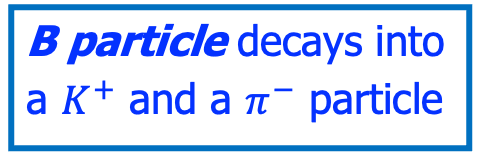 B particle decays into
a K⁺ and a π⁻ particle